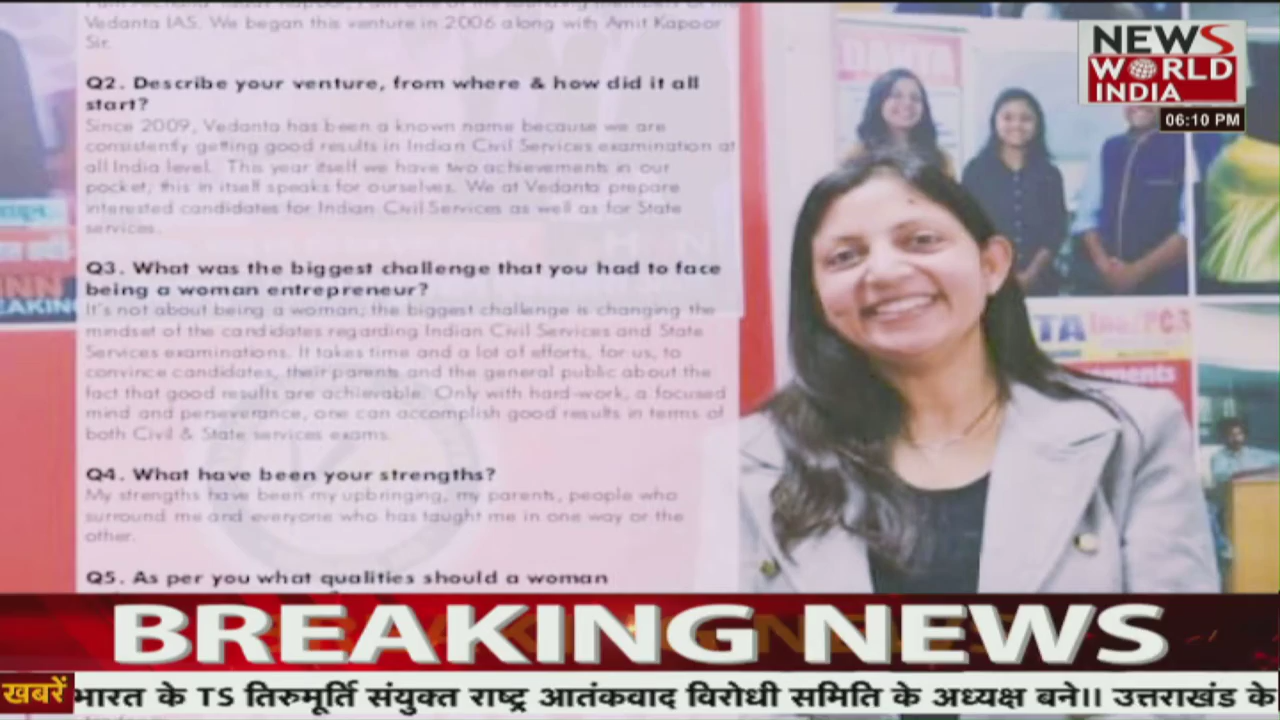 Vedanta IAS. We began this venture in 2006 along with Amit Kapoor
Sir.
Q2. Describe your venture, from where & how did it all
start?
Since 2009, Vedanta has been a known name because we are
consistently getting good results in Indian Civil Services examination at
all India level. This year itself we have two achievements in our
pocket; this in itself speaks for ourselves. We at Vedanta prepare
interested candidates for Indian Civil Services as well as for State
services.
Q3. What was the biggest challenge that you had to face
being a woman entrepreneur?
It's not about being a woman; the biggest challenge is changing the
mindset of the candidates regarding Indian Civil Services and State
Services examinations. It takes time and a lot of efforts, for us, to
convince candidates, their parents and the general public about the
fact that good results are achievable. Only with hard-work, a focused
mind and perseverance, one can accomplish good results in terms of
both Civil & State services exams.
Q4. What have been your strengths?
My strengths have been my upbringing, my parents, people who
surround me and everyone who has taught me in one way or the
other.
Q5. As per you what qualities should a woman
NEWS
WORLD
INDIA
06:10 PM
BREAKING NEWS
खबरें भारत के TS तिरुमूर्ति संयुक्त राष्ट्र आतंकवाद विरोधी समिति के अध्यक्ष बने।। उत्तराखंड के